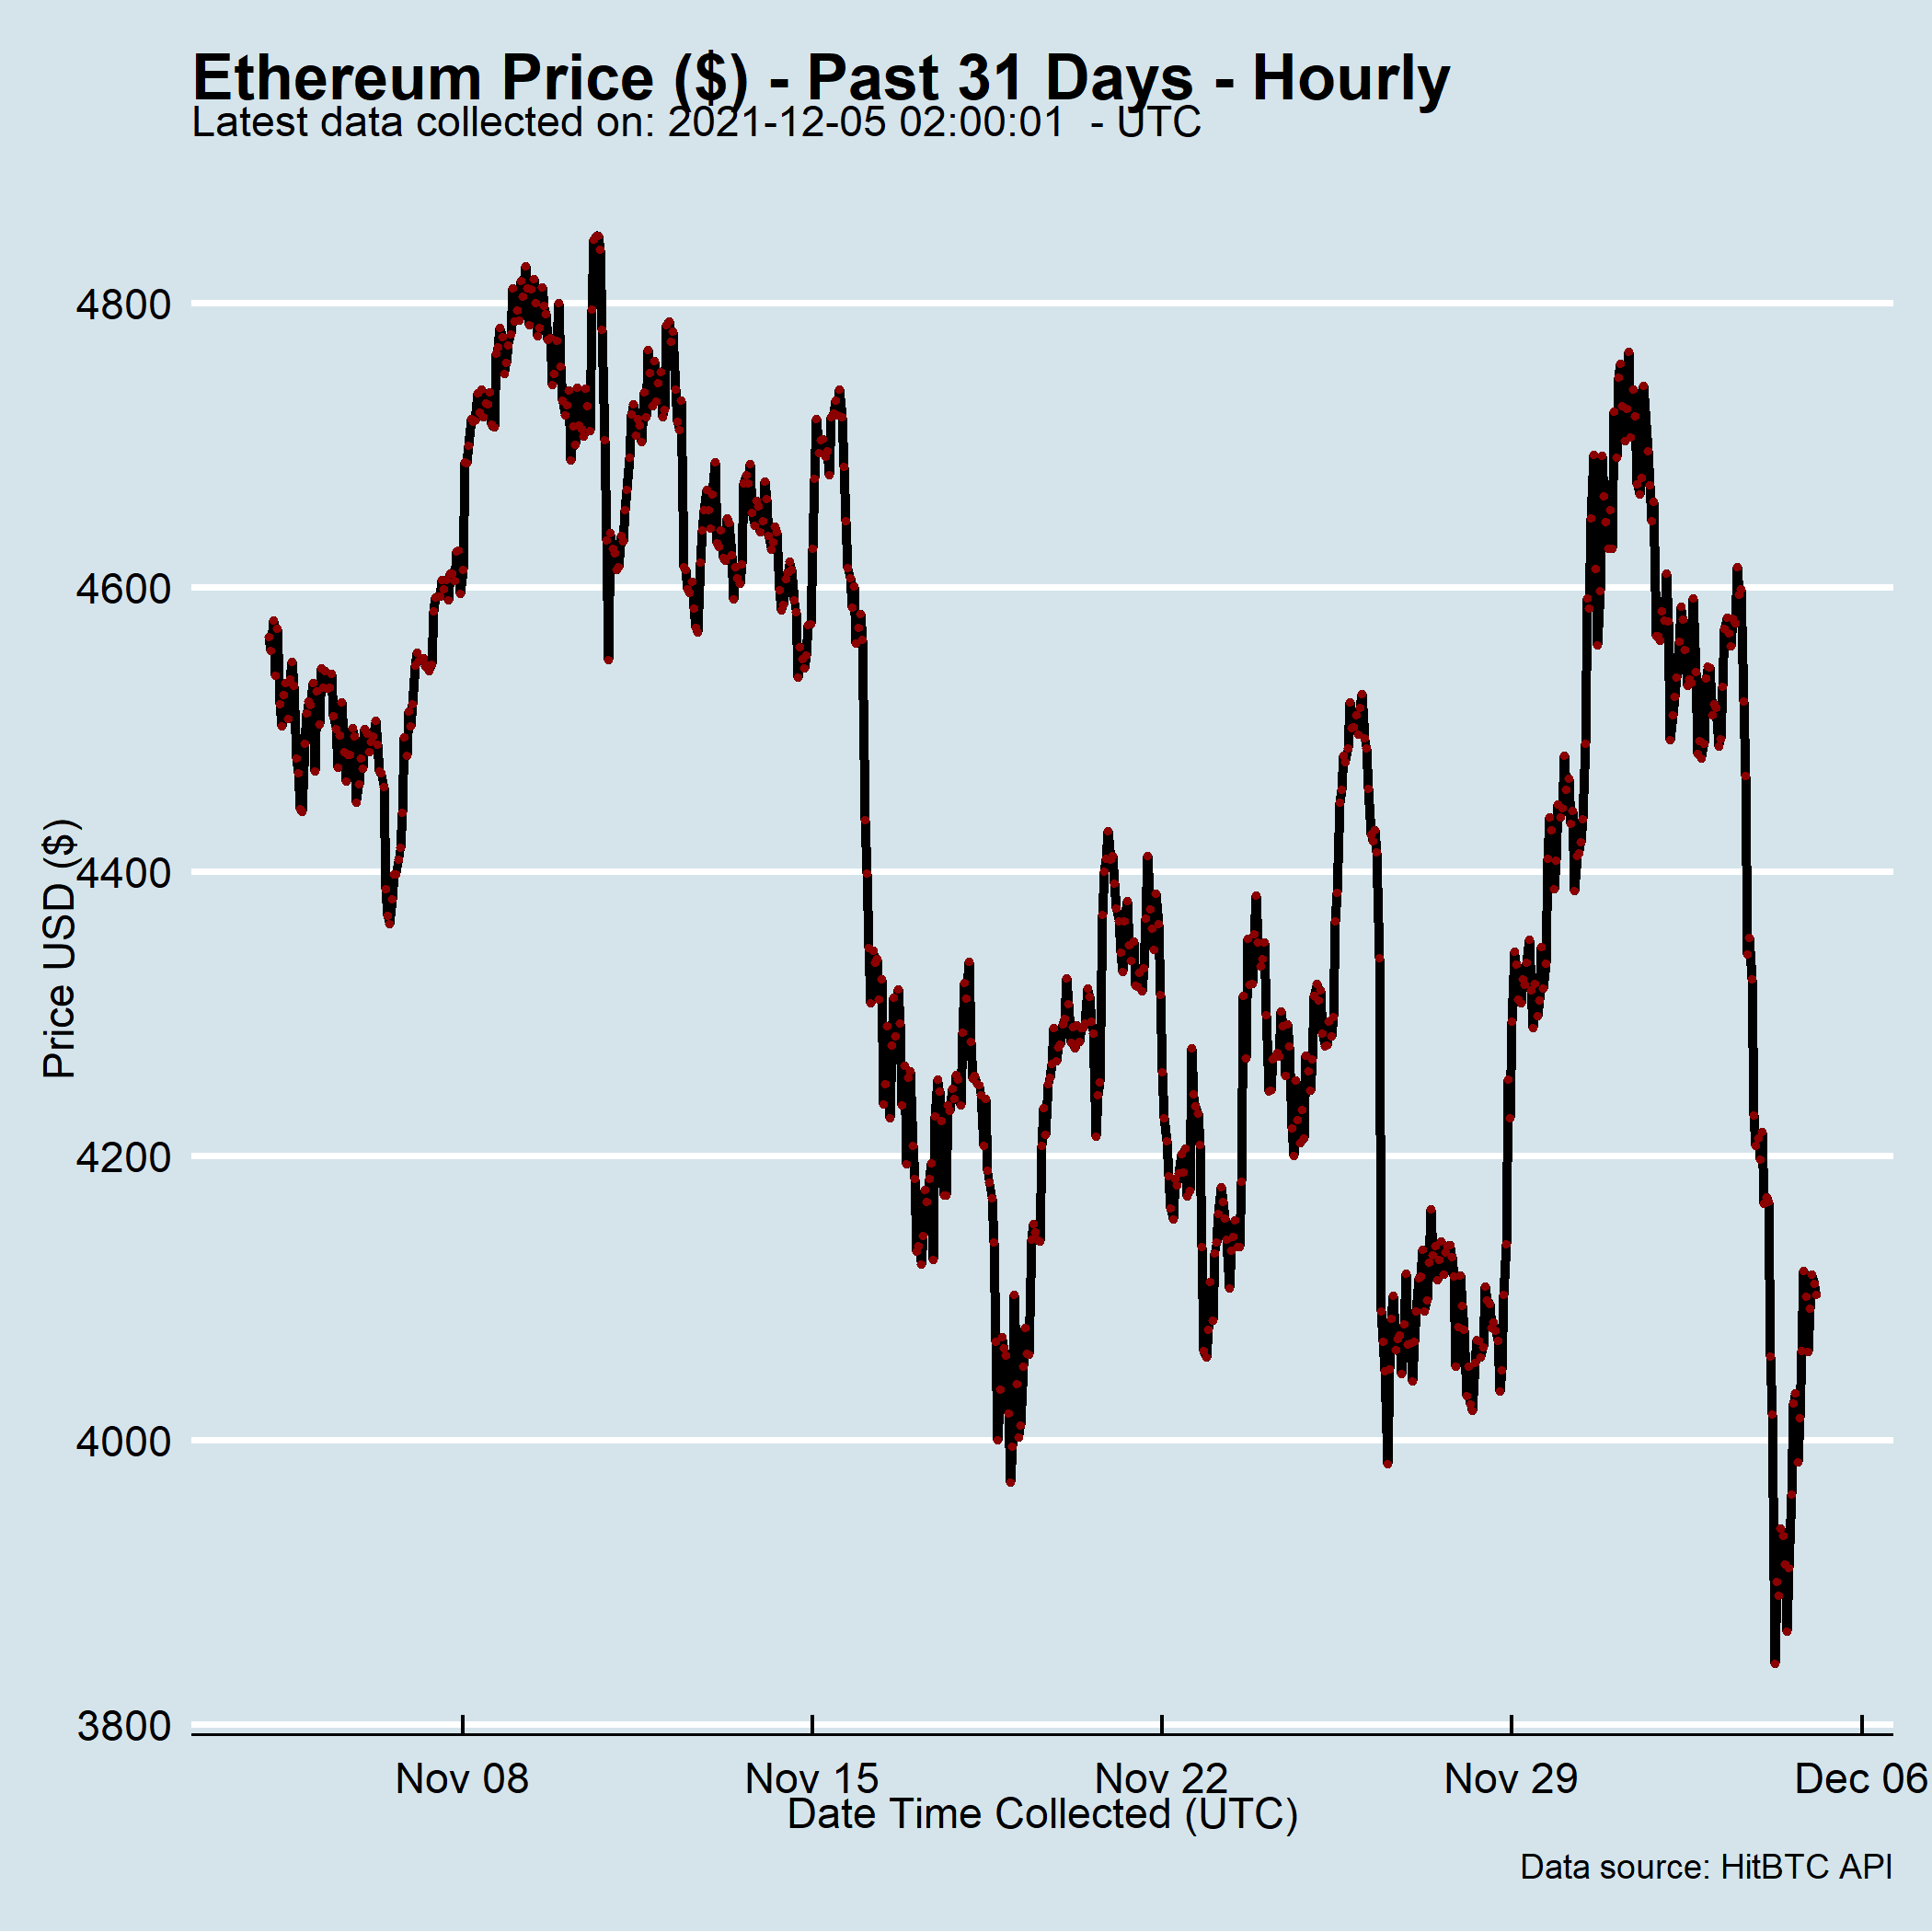 Ethereum Price ($) - Past 31 Days - Hourly
Latest data collected on: 2021-12-05 02:00:01  - UTC
Price USD ($)
4800
4600
4400
4200
4000
3800
Nov 08 Nov 15 Nov 22 Nov 29 Dec 06
Date Time Collected (UTC)
Data source: HitBTC API